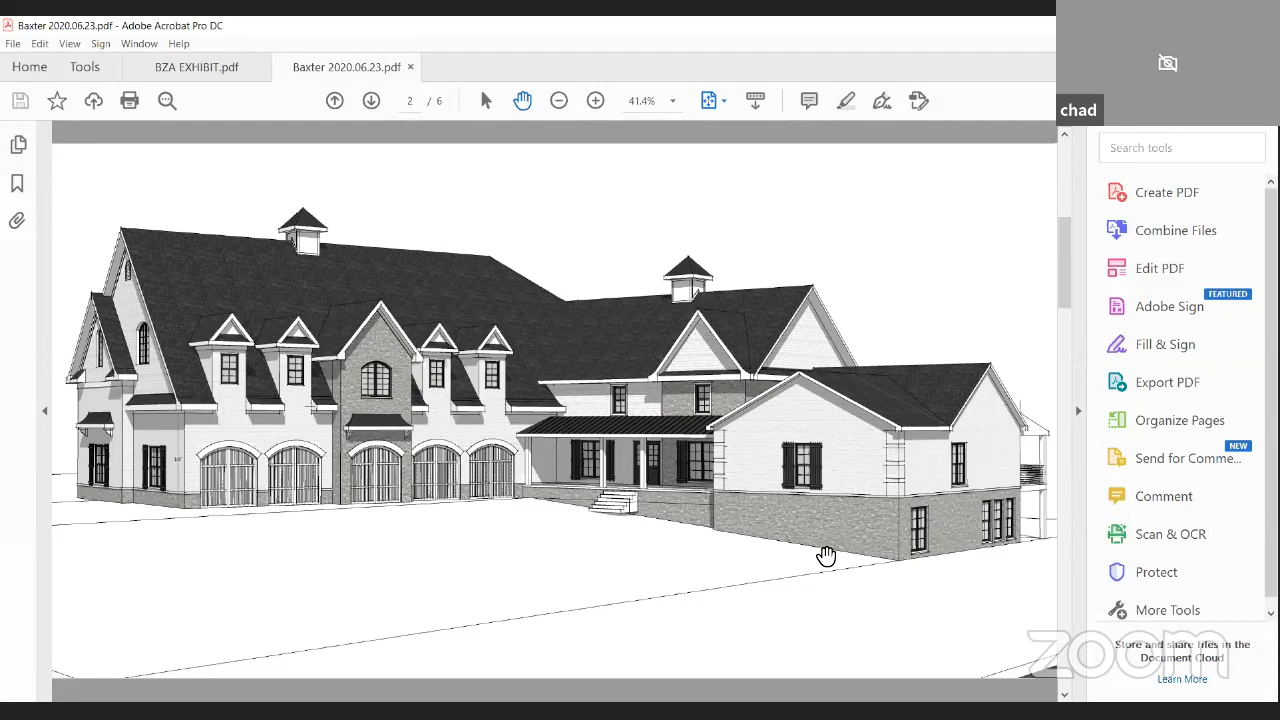 Baxter 2020.06.23.pdf - Adobe Acrobat Pro DC
File Edit View Sign Window Help
Home Tools BZA EXHIBIT.pdf Baxter 2020.06.23.pdf ×
2 / 6 41.4%
chad
Search tools
Create PDF
Combine Files
Edit PDF
FEATURED
Adobe Sign
Fill & Sign
Export PDF
Organize Pages
NEW
Send for Comme...
Comment
Scan & OCR
Protect
More Tools
Store and share files in the
Document Cloud
Learn More
zoom
16'